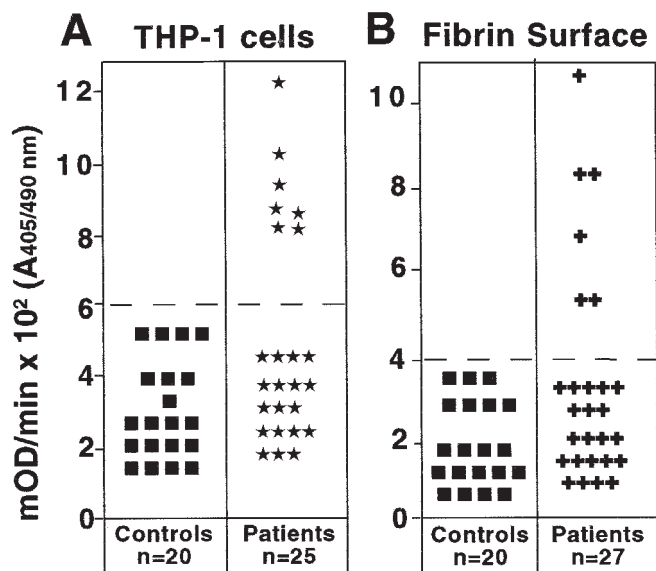 A THP-1 cells
B Fibrin Surface
mOD/min x 10² (A405/490 nm)
12
10
8
6
4
2
0
Controls
n=20
Patients
n=25
10
8
6
4
2
0
Controls
n=20
Patients
n=27